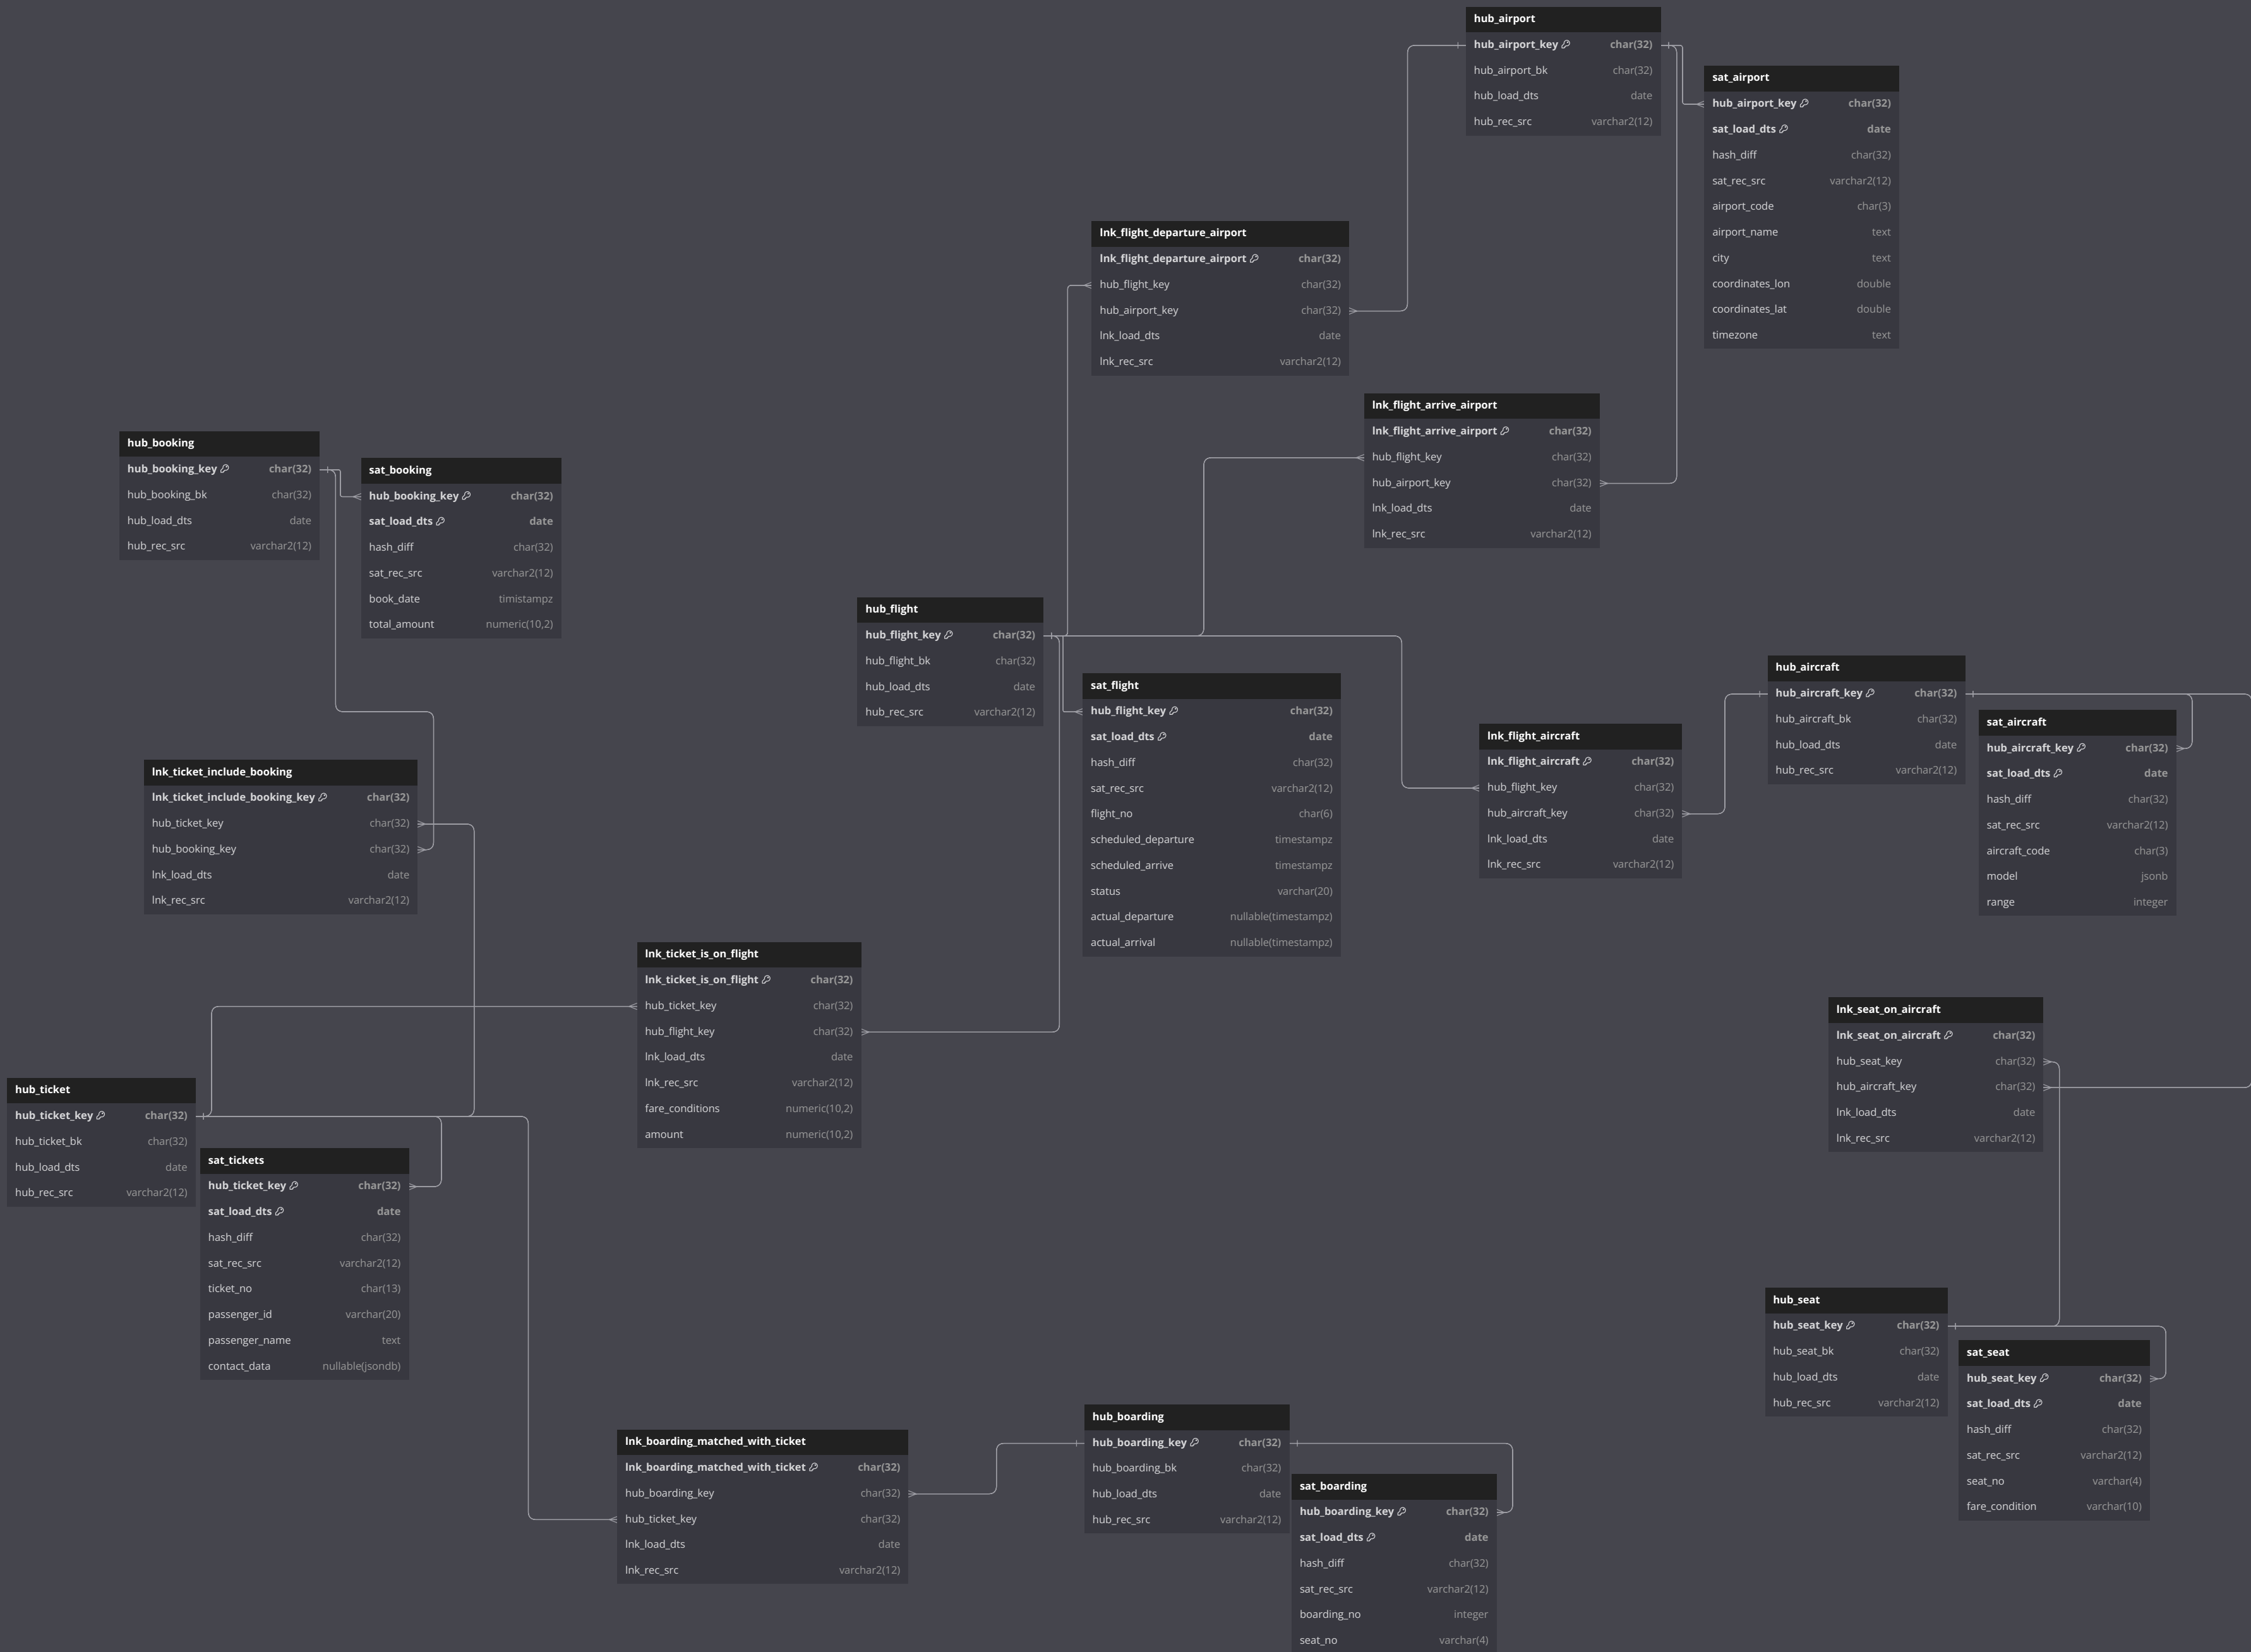 hub_airport
hub_airport_key char(32)
hub_airport_bk char(32)
hub_load_dts date
hub_rec_src varchar2(12)
sat_airport
hub_airport_key char(32)
sat_load_dts date
hash_diff char(32)
sat_rec_src varchar2(12)
airport_code char(3)
airport_name text
city text
coordinates_lon double
coordinates_lat double
timezone text
lnk_flight_departure_airport
lnk_flight_departure_airport char(32)
hub_flight_key char(32)
hub_airport_key char(32)
lnk_load_dts date
lnk_rec_src varchar2(12)
lnk_flight_arrive_airport
lnk_flight_arrive_airport char(32)
hub_flight_key char(32)
hub_airport_key char(32)
lnk_load_dts date
lnk_rec_src varchar2(12)
hub_booking
hub_booking_key char(32)
hub_booking_bk char(32)
hub_load_dts date
hub_rec_src varchar2(12)
sat_booking
hub_booking_key char(32)
sat_load_dts date
hash_diff char(32)
sat_rec_src varchar2(12)
book_date timistampz
total_amount numeric(10,2)
hub_flight
hub_flight_key char(32)
hub_flight_bk char(32)
hub_load_dts date
hub_rec_src varchar2(12)
sat_flight
hub_flight_key char(32)
sat_load_dts date
hash_diff char(32)
sat_rec_src varchar2(12)
flight_no char(6)
scheduled_departure timestampz
scheduled_arrive timestampz
status varchar(20)
actual_departure nullable(timestampz)
actual_arrival nullable(timestampz)
hub_aircraft
hub_aircraft_key char(32)
hub_aircraft_bk char(32)
hub_load_dts date
hub_rec_src varchar2(12)
sat_aircraft
hub_aircraft_key char(32)
sat_load_dts date
hash_diff char(32)
sat_rec_src varchar2(12)
aircraft_code char(3)
model jsonb
range integer
lnk_flight_aircraft
lnk_flight_aircraft char(32)
hub_flight_key char(32)
hub_aircraft_key char(32)
lnk_load_dts date
lnk_rec_src varchar2(12)
lnk_ticket_include_booking
lnk_ticket_include_booking_key char(32)
hub_ticket_key char(32)
hub_booking_key char(32)
lnk_load_dts date
lnk_rec_src varchar2(12)
lnk_ticket_is_on_flight
lnk_ticket_is_on_flight char(32)
hub_ticket_key char(32)
hub_flight_key char(32)
lnk_load_dts date
lnk_rec_src varchar2(12)
fare_conditions numeric(10,2)
amount numeric(10,2)
lnk_seat_on_aircraft
lnk_seat_on_aircraft char(32)
hub_seat_key char(32)
hub_aircraft_key char(32)
lnk_load_dts date
lnk_rec_src varchar2(12)
hub_ticket
hub_ticket_key char(32)
hub_ticket_bk char(32)
hub_load_dts date
hub_rec_src varchar2(12)
sat_tickets
hub_ticket_key char(32)
sat_load_dts date
hash_diff char(32)
sat_rec_src varchar2(12)
ticket_no char(13)
passenger_id varchar(20)
passenger_name text
contact_data nullable(jsondb)
hub_seat
hub_seat_key char(32)
hub_seat_bk char(32)
hub_load_dts date
hub_rec_src varchar2(12)
sat_seat
hub_seat_key char(32)
sat_load_dts date
hash_diff char(32)
sat_rec_src varchar2(12)
seat_no varchar(4)
fare_condition varchar(10)
lnk_boarding_matched_with_ticket
lnk_boarding_matched_with_ticket char(32)
hub_boarding_key char(32)
hub_ticket_key char(32)
lnk_load_dts date
lnk_rec_src varchar2(12)
hub_boarding
hub_boarding_key char(32)
hub_boarding_bk char(32)
hub_load_dts date
hub_rec_src varchar2(12)
sat_boarding
hub_boarding_key char(32)
sat_load_dts date
hash_diff char(32)
sat_rec_src varchar2(12)
boarding_no integer
seat_no varchar(4)